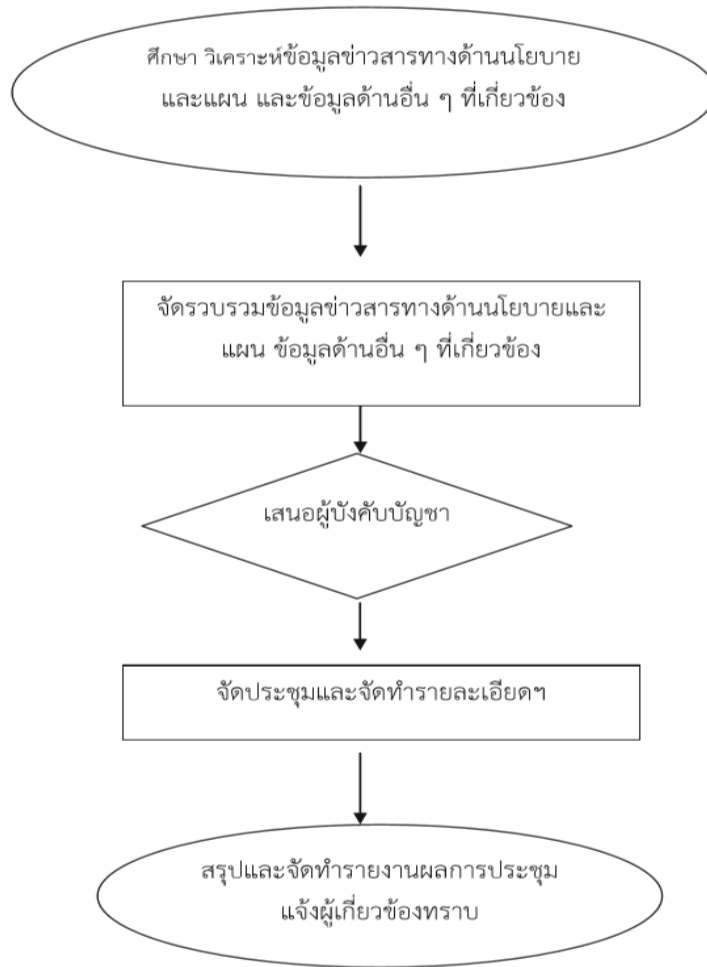 ศึกษา วิเคราะห์ข้อมูลข่าวสารทางด้านนโยบาย
และแผน และข้อมูลด้านอื่น ๆ ที่เกี่ยวข้อง
จัดรวบรวมข้อมูลข่าวสารทางด้านนโยบายและ
แผน ข้อมูลด้านอื่น ๆ ที่เกี่ยวข้อง
เสนอผู้บังคับบัญชา
จัดประชุมและจัดทำรายละเอียดฯ
สรุปและจัดทำรายงานผลการประชุม
แจ้งผู้เกี่ยวข้องทราบ